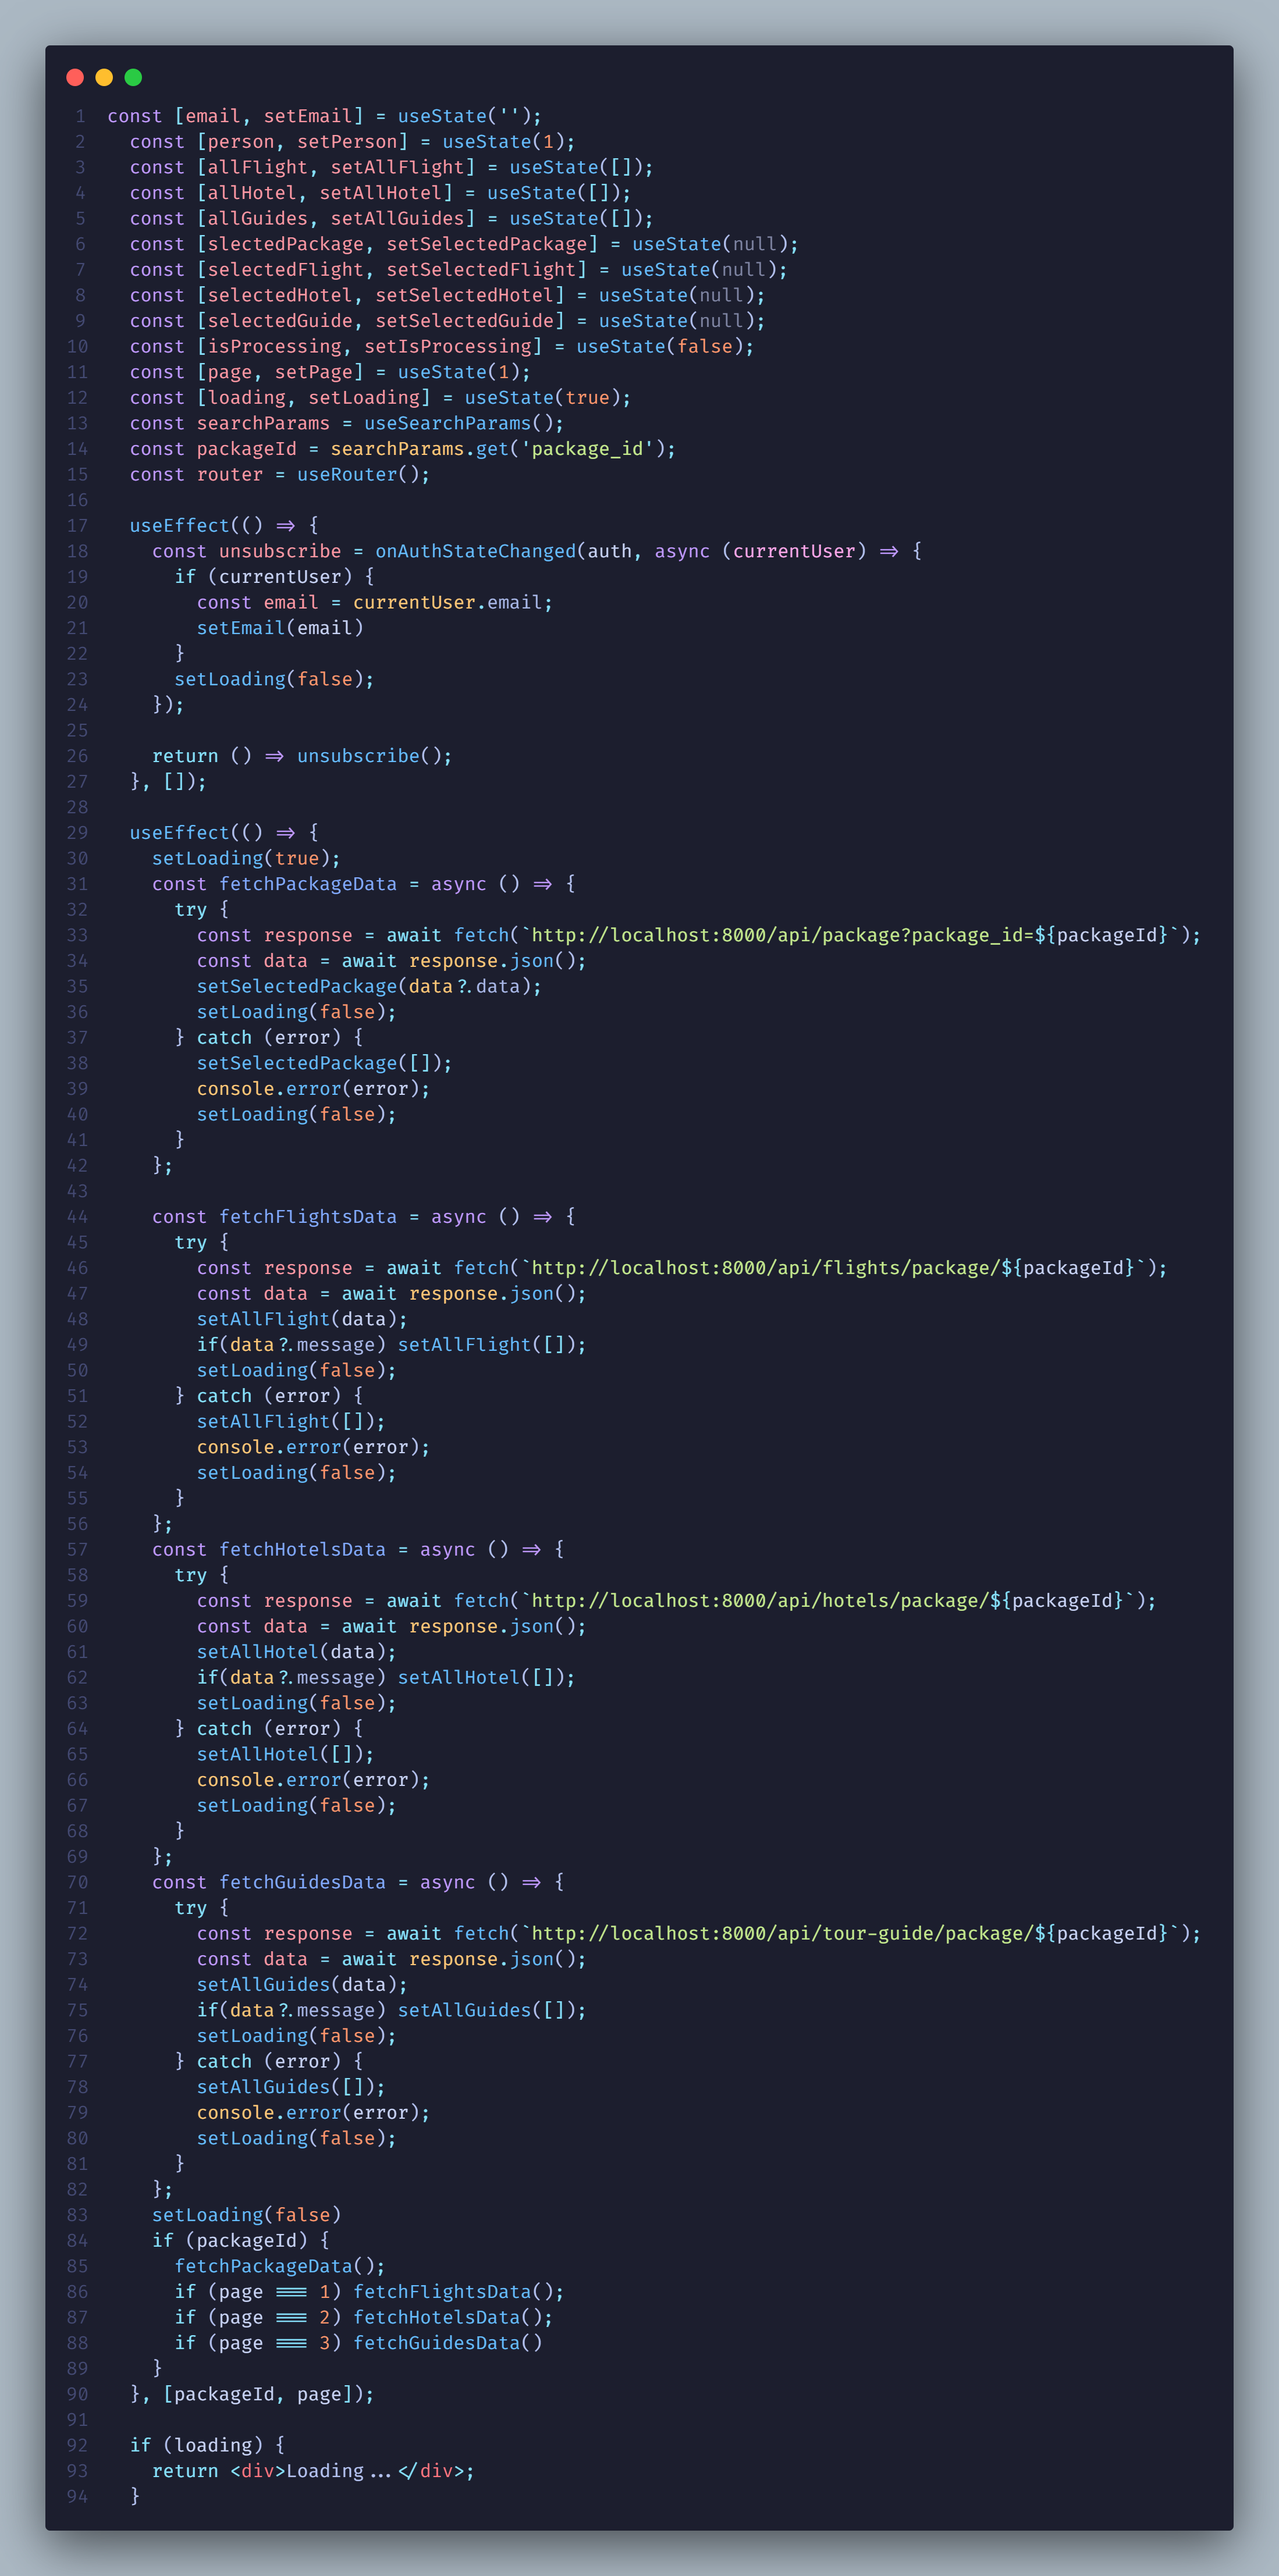 1 const [email, setEmail] = useState('');
2 const [person, setPerson] = useState(1);
3 const [allFlight, setAllFlight] = useState([]);
4 const [allHotel, setAllHotel] = useState([]);
5 const [allGuides, setAllGuides] = useState([]);
6 const [slectedPackage, setSelectedPackage] = useState(null);
7 const [selectedFlight, setSelectedFlight] = useState(null);
8 const [selectedHotel, setSelectedHotel] = useState(null);
9 const [selectedGuide, setSelectedGuide] = useState(null);
10 const [isProcessing, setIsProcessing] = useState(false);
11 const [page, setPage] = useState(1);
12 const [loading, setLoading] = useState(true);
13 const searchParams = useSearchParams();
14 const packageId = searchParams.get('package_id');
15 const router = useRouter();
16
17 useEffect(() => {
18 const unsubscribe = onAuthStateChanged(auth, async (currentUser) => {
19 if (currentUser) {
20 const email = currentUser.email;
21 setEmail(email)
22 }
23 setLoading(false);
24 });
25
26 return () => unsubscribe();
27 }, []);
28
29 useEffect(() => {
30 setLoading(true);
31 const fetchPackageData = async () => {
32 try {
33 const response = await fetch(`http://localhost:8000/api/package?package_id=${packageId}`);
34 const data = await response.json();
35 setSelectedPackage(data?.data);
36 setLoading(false);
37 } catch (error) {
38 setSelectedPackage([]);
39 console.error(error);
40 setLoading(false);
41 }
42 };
43
44 const fetchFlightsData = async () => {
45 try {
46 const response = await fetch(`http://localhost:8000/api/flights/package/${packageId}`);
47 const data = await response.json();
48 setAllFlight(data);
49 if(data?.message) setAllFlight([]);
50 setLoading(false);
51 } catch (error) {
52 setAllFlight([]);
53 console.error(error);
54 setLoading(false);
55 }
56 };
57 const fetchHotelsData = async () => {
58 try {
59 const response = await fetch(`http://localhost:8000/api/hotels/package/${packageId}`);
60 const data = await response.json();
61 setAllHotel(data);
62 if(data?.message) setAllHotel([]);
63 setLoading(false);
64 } catch (error) {
65 setAllHotel([]);
66 console.error(error);
67 setLoading(false);
68 }
69 };
70 const fetchGuidesData = async () => {
71 try {
72 const response = await fetch(`http://localhost:8000/api/tour-guide/package/${packageId}`);
73 const data = await response.json();
74 setAllGuides(data);
75 if(data?.message) setAllGuides([]);
76 setLoading(false);
77 } catch (error) {
78 setAllGuides([]);
79 console.error(error);
80 setLoading(false);
81 }
82 };
83 setLoading(false)
84 if (packageId) {
85 fetchPackageData();
86 if (page === 1) fetchFlightsData();
87 if (page === 2) fetchHotelsData();
88 if (page === 3) fetchGuidesData()
89 }
90 }, [packageId, page]);
91
92 if (loading) {
93 return <div>Loading...</div>;
94 }